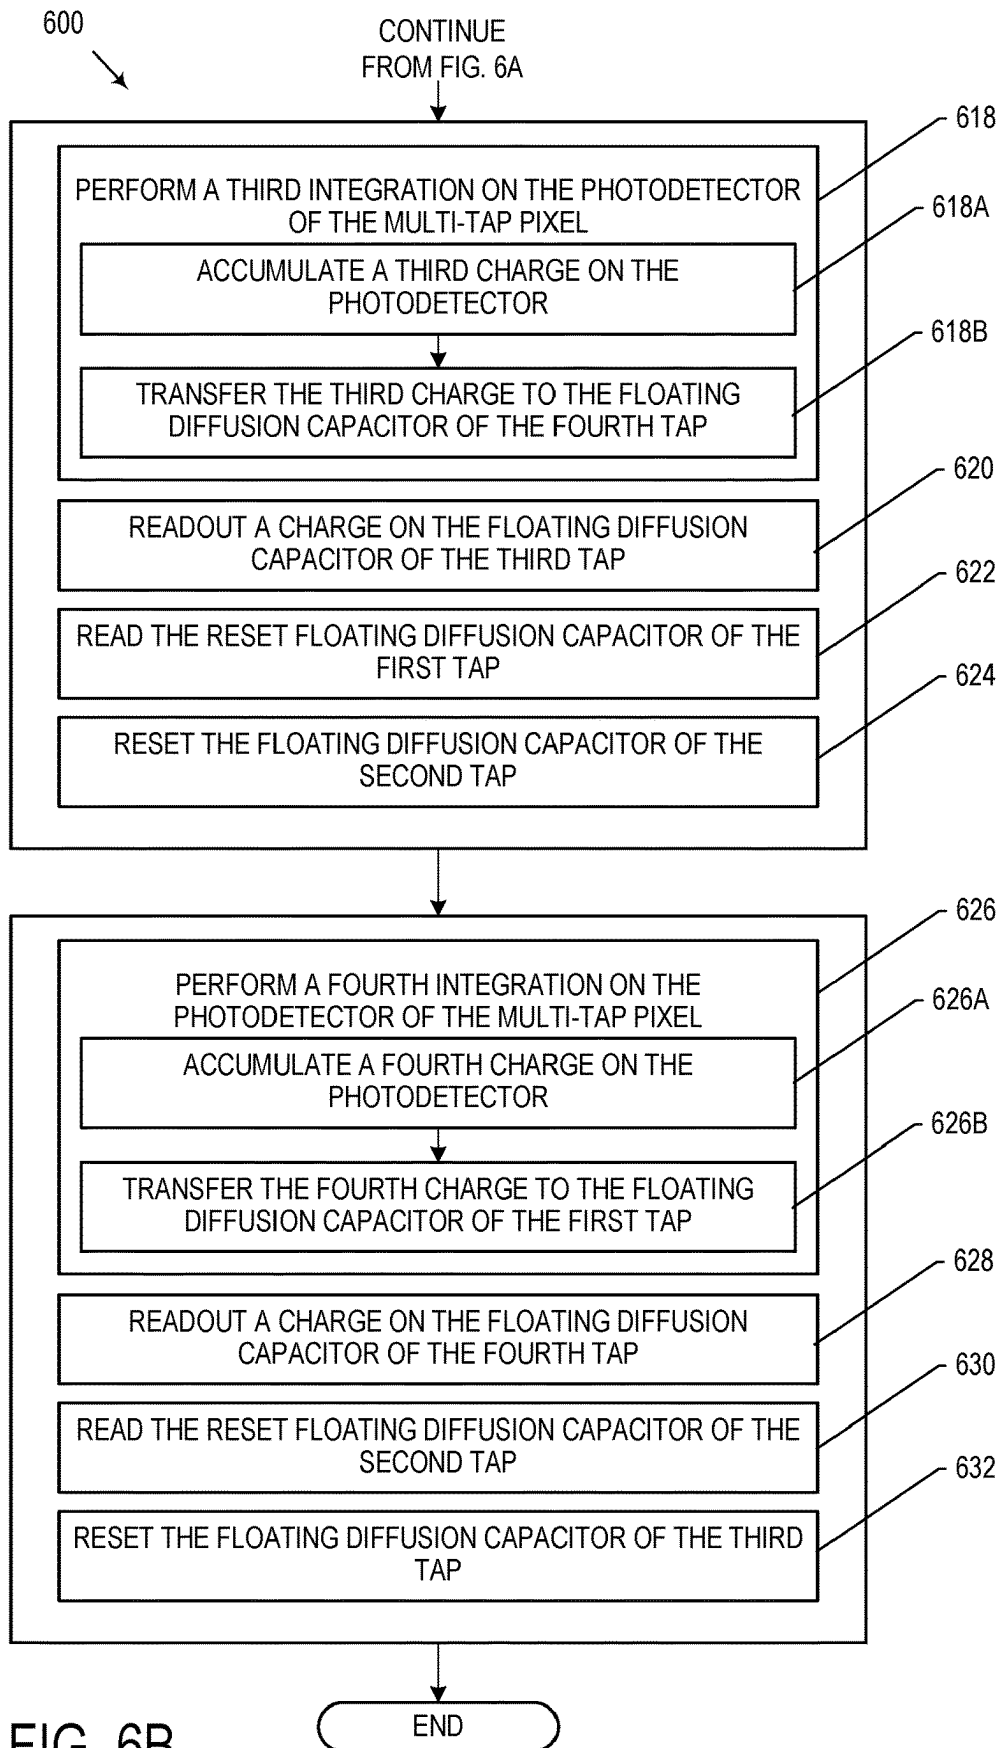 600
CONTINUE
FROM FIG. 6A
618
PERFORM A THIRD INTEGRATION ON THE PHOTODETECTOR
OF THE MULTI-TAP PIXEL
618A
ACCUMULATE A THIRD CHARGE ON THE
PHOTODETECTOR
618B
TRANSFER THE THIRD CHARGE TO THE FLOATING
DIFFUSION CAPACITOR OF THE FOURTH TAP
620
READOUT A CHARGE ON THE FLOATING DIFFUSION
CAPACITOR OF THE THIRD TAP
622
READ THE RESET FLOATING DIFFUSION CAPACITOR OF THE
FIRST TAP
624
RESET THE FLOATING DIFFUSION CAPACITOR OF THE
SECOND TAP
626
PERFORM A FOURTH INTEGRATION ON THE
PHOTODETECTOR OF THE MULTI-TAP PIXEL
626A
ACCUMULATE A FOURTH CHARGE ON THE
PHOTODETECTOR
626B
TRANSFER THE FOURTH CHARGE TO THE FLOATING
DIFFUSION CAPACITOR OF THE FIRST TAP
628
READOUT A CHARGE ON THE FLOATING DIFFUSION
CAPACITOR OF THE FOURTH TAP
630
READ THE RESET FLOATING DIFFUSION CAPACITOR OF THE
SECOND TAP
632
RESET THE FLOATING DIFFUSION CAPACITOR OF THE THIRD
TAP
END
FIG. 6B